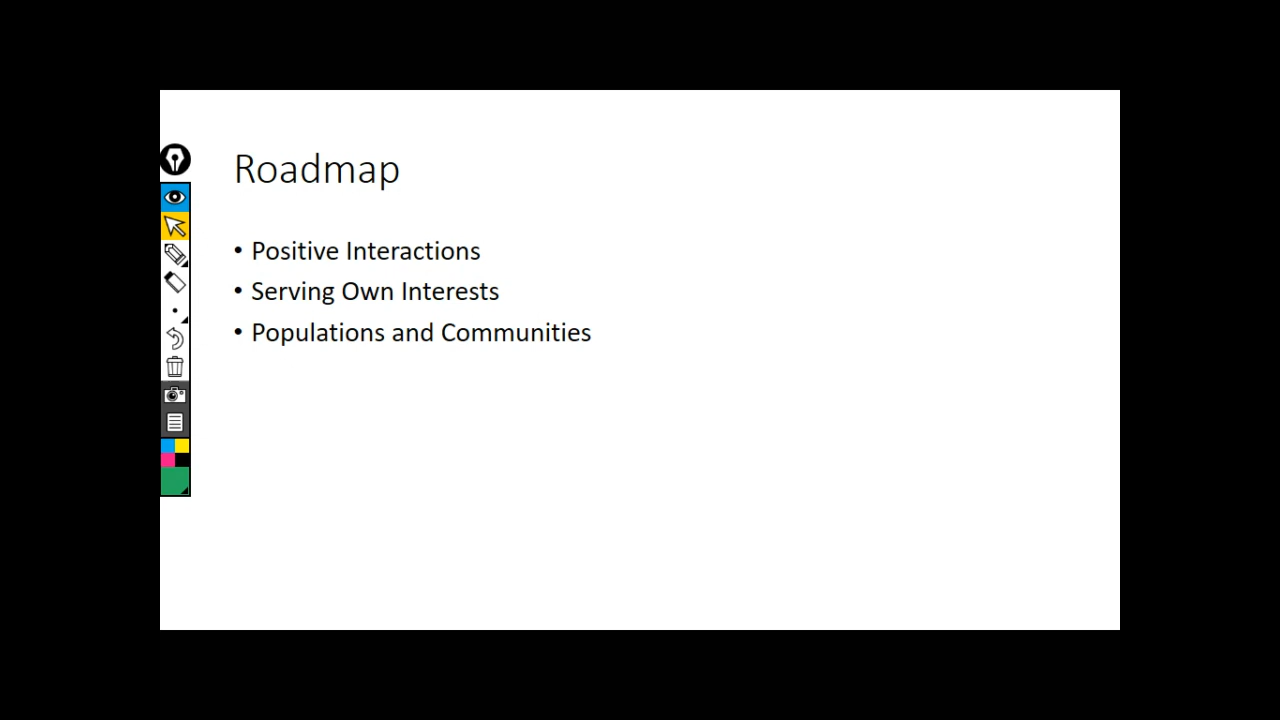 Roadmap
• Positive Interactions
• Serving Own Interests
• Populations and Communities